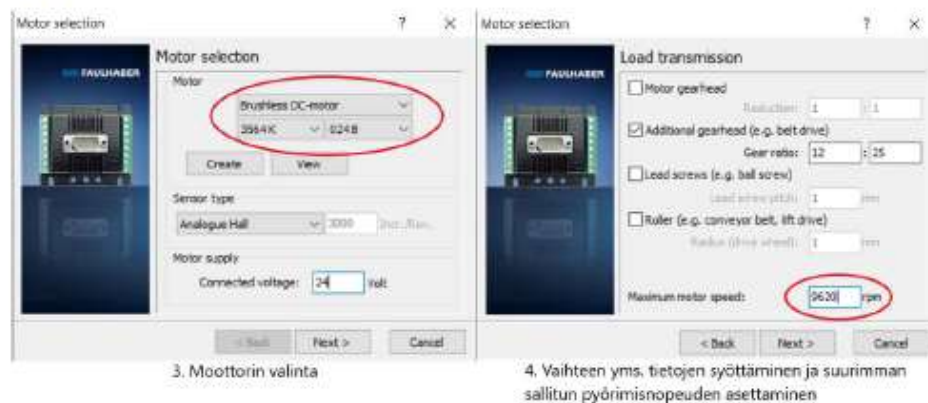 Motor selection
?
×
FAULHABER
Motor selection
Motor
Brushless DC-motor
3564K
024B
Create
View
Sensor type
Analogue Hall
3000
Motor supply
Connected voltage:
24
Volt
< Back
Next >
Cancel
3. Moottorin valinta
Motor selection
?
×
FAULHABER
Load transmission
Motor gearhead
Reduction:
1
: 1
Additional gearhead (e.g. belt drive)
Gear ratio:
12
: 25
Lead screws (e.g. ball screw)
Lead screw pitch:
1
mm
Roller (e.g. conveyor belt, lift drive)
Radius (drive wheel):
1
mm
Maximum motor speed:
9620
rpm
< Back
Next >
Cancel
4. Vaihteen yms. tietojen syöttäminen ja suurimman
sallitun pyörimisnopeuden asettaminen